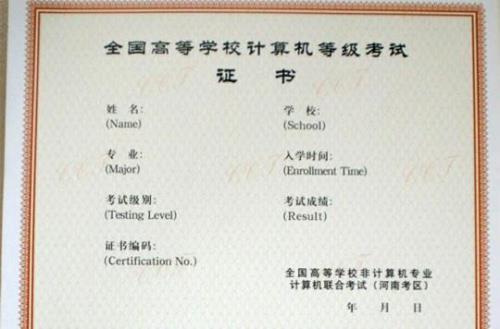 全国高等学校计算机等级考试
证 书
姓 名: 学 校:
(Name) (School)
专 业: 入学时间:
(Major) (Enrollment Time)
考试级别: 考试成绩:
(Testing Level) (Result)
证书编码:
(Certification No.)
全国高等学校非计算机专业
计算机联合考试（河南考区）
年 月 日